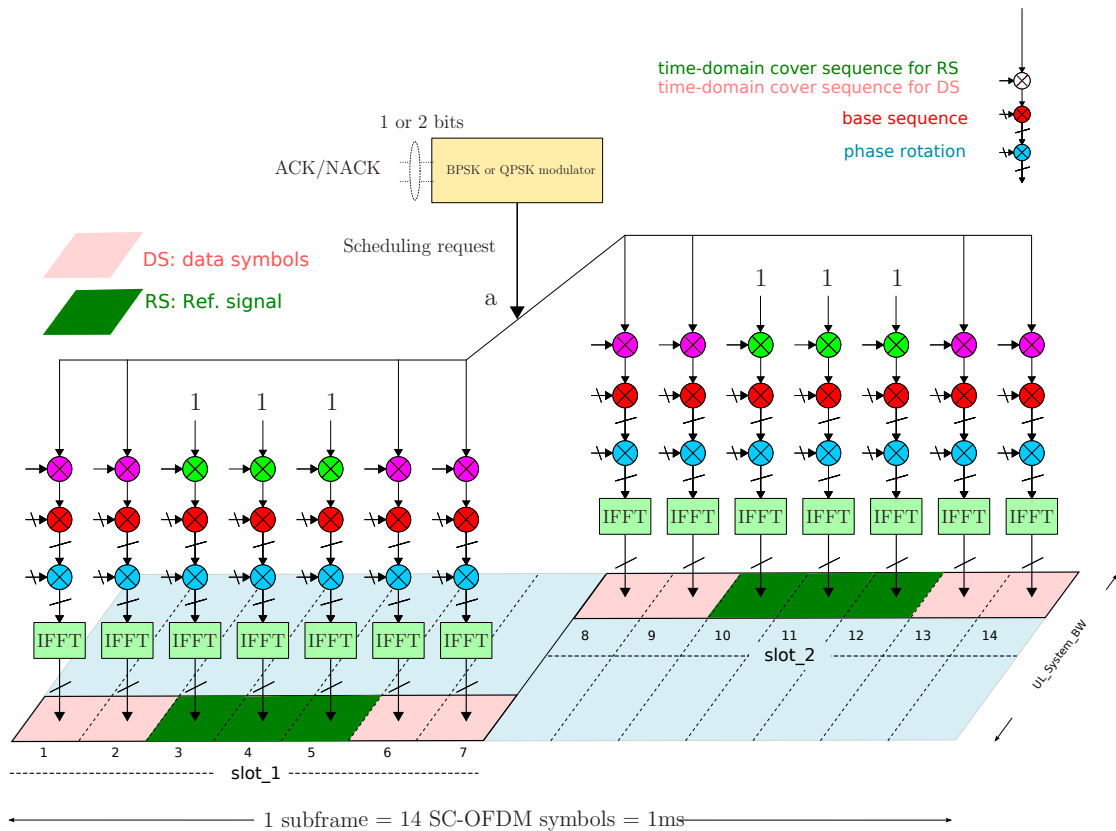 time-domain cover sequence for RS
time-domain cover sequence for DS
base sequence
phase rotation
1 or 2 bits
ACK/NACK
BPSK or QPSK modulator
Scheduling request
a
DS: data symbols
RS: Ref. signal
1 1 1
1 1 1
IFFT IFFT IFFT IFFT IFFT IFFT IFFT
IFFT IFFT IFFT IFFT IFFT IFFT IFFT
8 9 10 11 12 13 14
slot_2
UL_System_BW
1 2 3 4 5 6 7
slot_1
1 subframe = 14 SC-OFDM symbols = 1ms